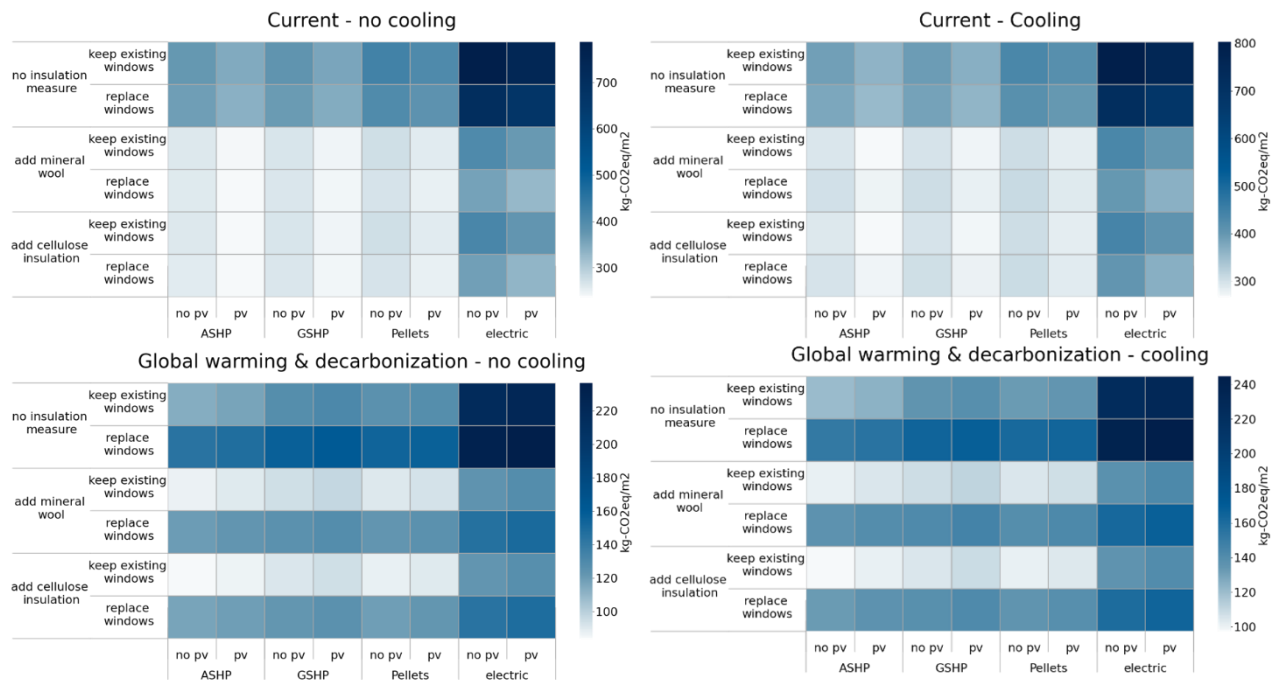 Current - no cooling
no insulation
measure
keep existing
windows
replace
windows
add mineral
wool
keep existing
windows
replace
windows
add cellulose
insulation
keep existing
windows
replace
windows
no pv pv no pv pv no pv pv no pv pv
ASHP GSHP Pellets electric
700
600
500
400
300
kg-CO2eq/m2
Current - Cooling
no insulation
measure
keep existing
windows
replace
windows
add mineral
wool
keep existing
windows
replace
windows
add cellulose
insulation
keep existing
windows
replace
windows
no pv pv no pv pv no pv pv no pv pv
ASHP GSHP Pellets electric
800
700
600
500
400
300
kg-CO2eq/m2
Global warming & decarbonization - no cooling
no insulation
measure
keep existing
windows
replace
windows
add mineral
wool
keep existing
windows
replace
windows
add cellulose
insulation
keep existing
windows
replace
windows
no pv pv no pv pv no pv pv no pv pv
ASHP GSHP Pellets electric
220
200
180
160
140
120
100
kg-CO2eq/m2
Global warming & decarbonization - cooling
no insulation
measure
keep existing
windows
replace
windows
add mineral
wool
keep existing
windows
replace
windows
add cellulose
insulation
keep existing
windows
replace
windows
no pv pv no pv pv no pv pv no pv pv
ASHP GSHP Pellets electric
240
220
200
180
160
140
120
100
kg-CO2eq/m2